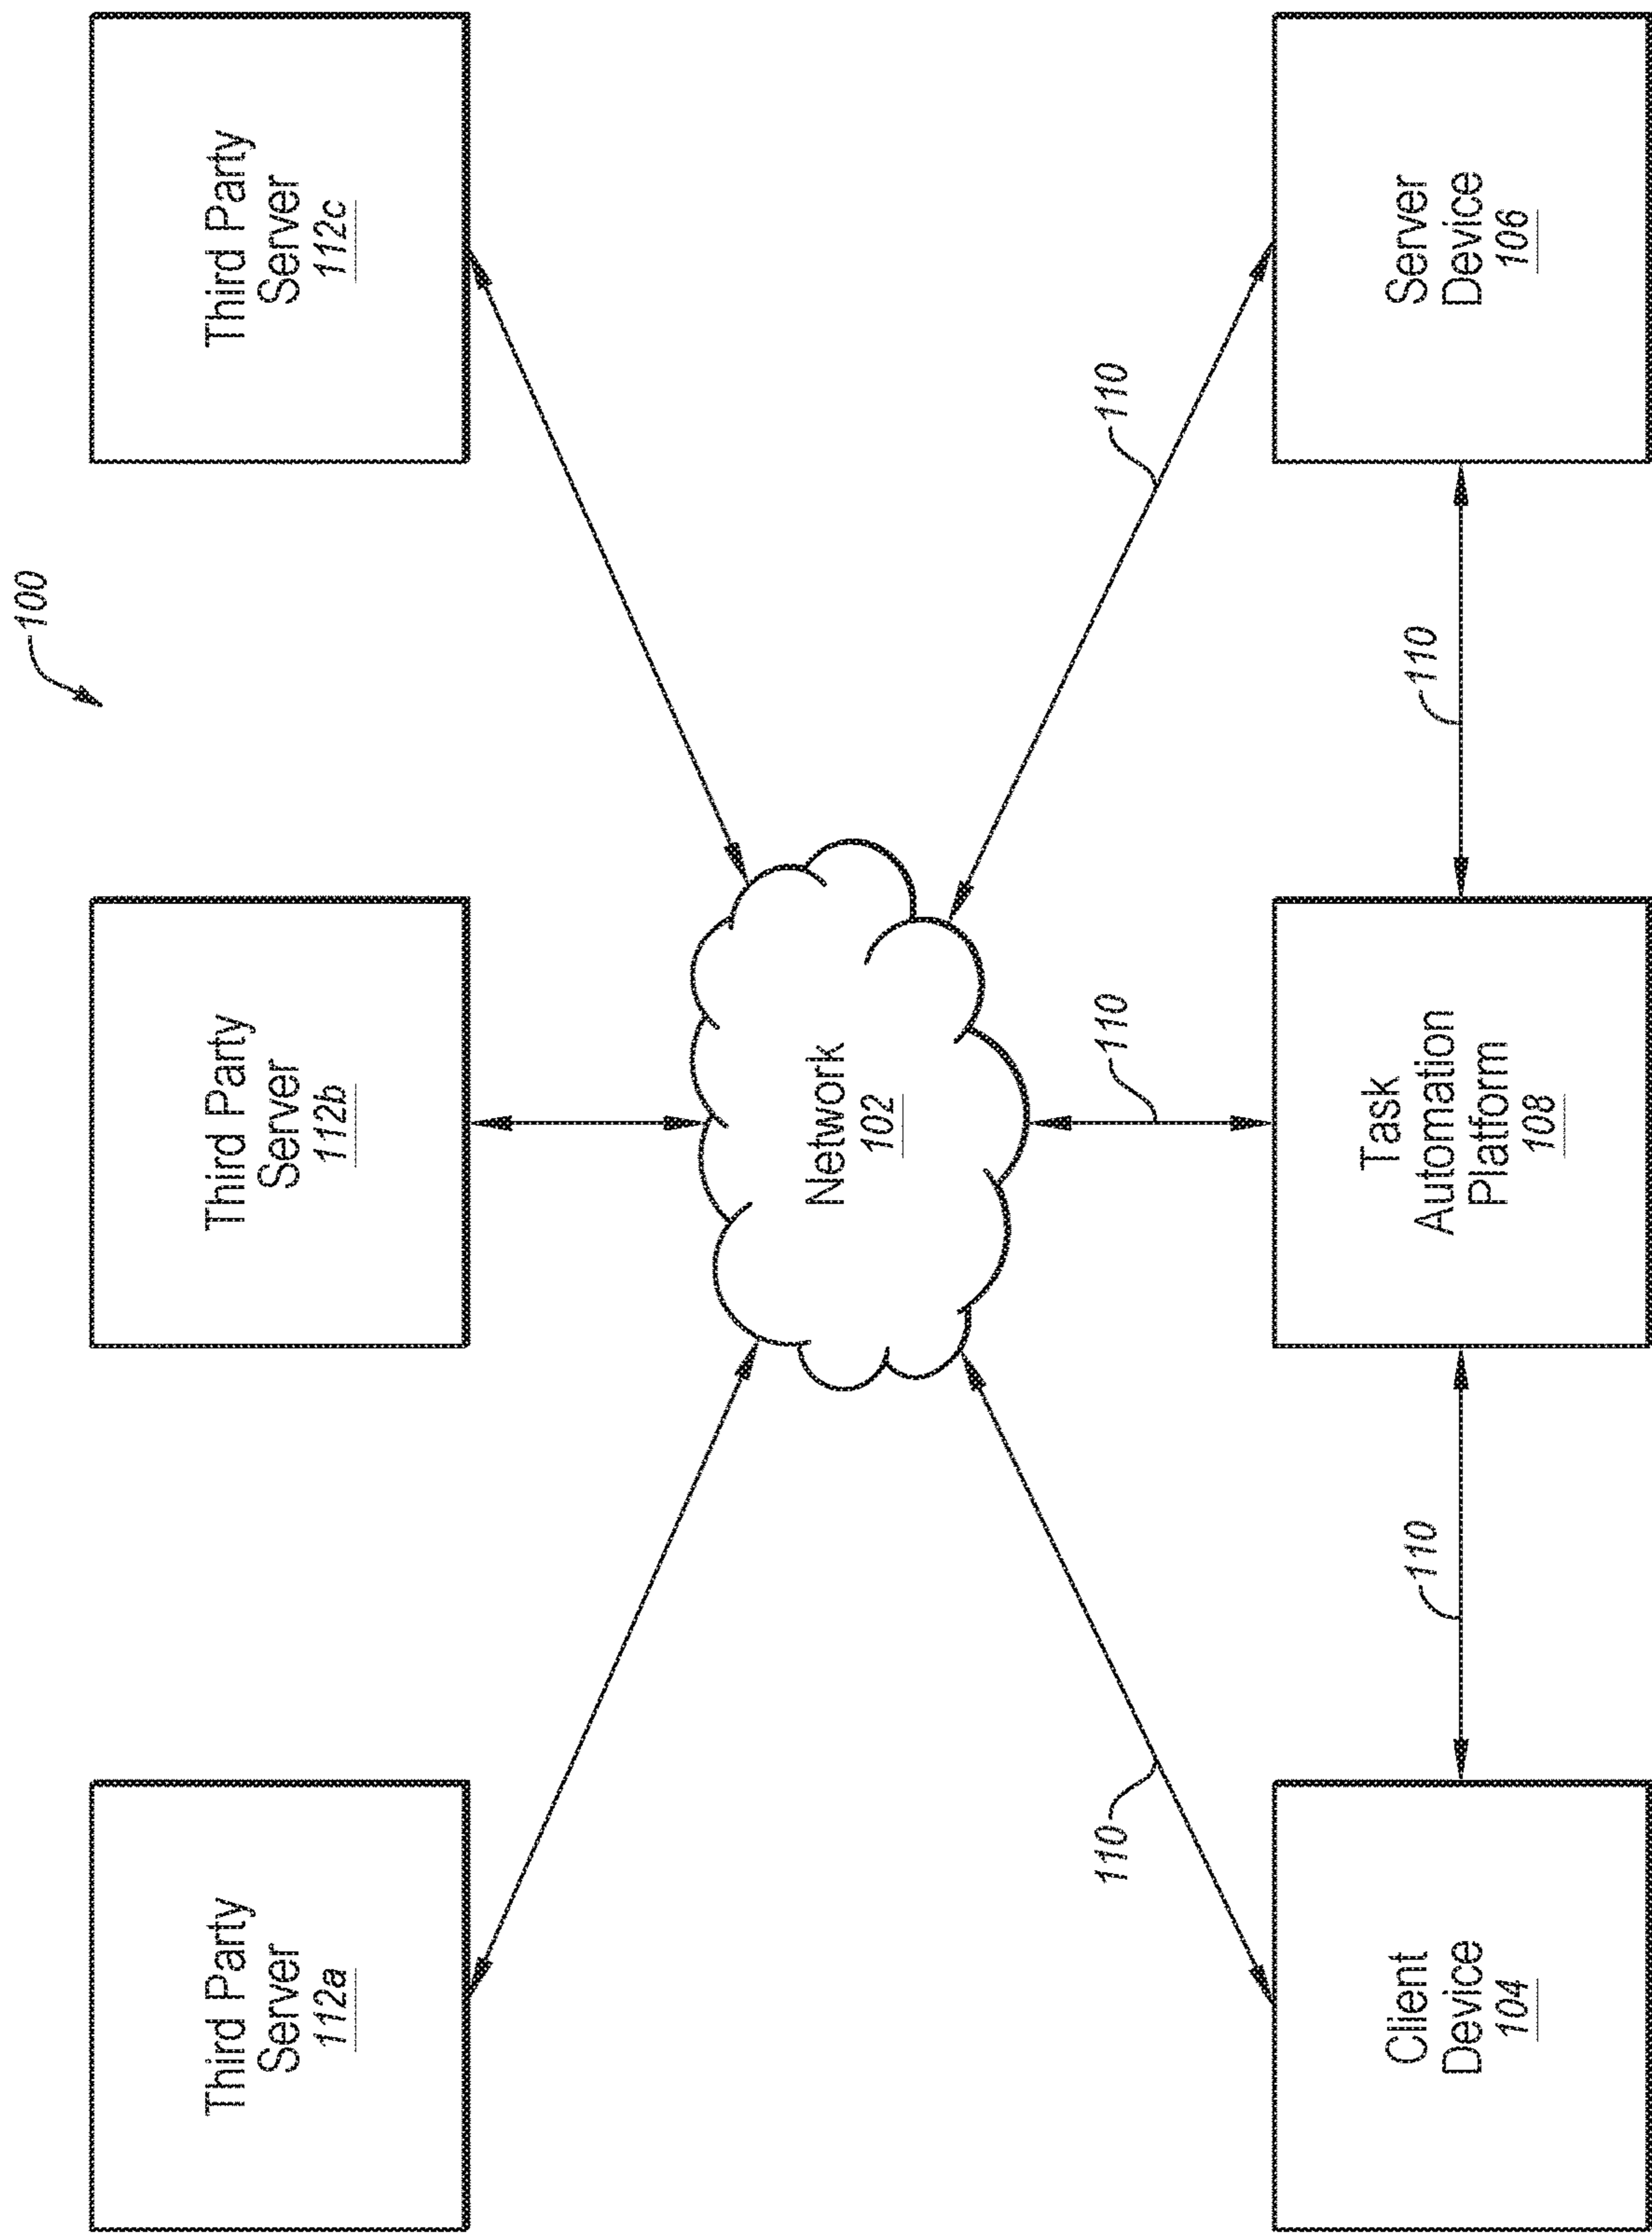 100
Third Party
Server
112a
Third Party
Server
112b
Third Party
Server
112c
Network
102
110
110
110
Client
Device
104
110
Task
Automation
Platform
108
110
Server
Device
106